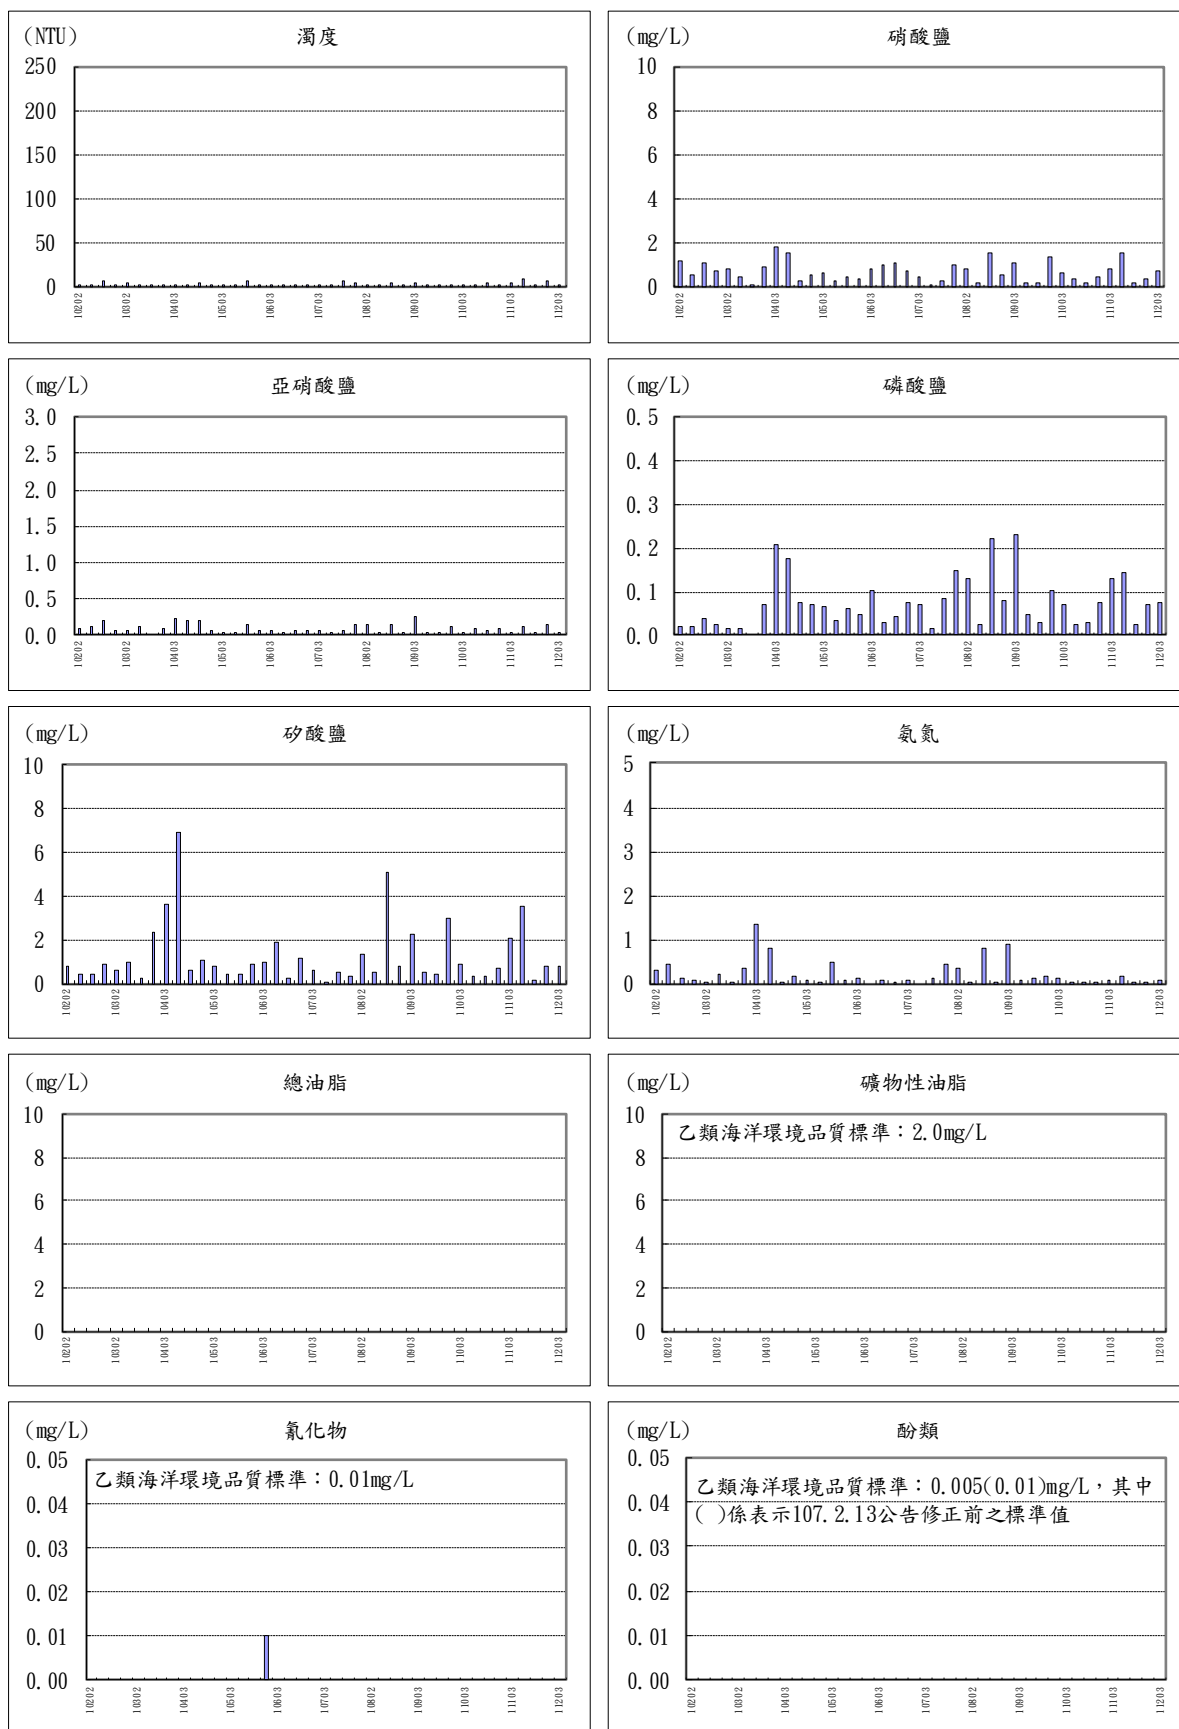 (NTU) 濁度
250
200
150
100
50
0
10202 10302 10403 10503 10603 10703 10802 10903 11003 11103 11203
(mg/L) 硝酸鹽
10
8
6
4
2
0
10202 10302 10403 10503 10603 10703 10802 10903 11003 11103 11203
(mg/L) 亞硝酸鹽
3.0
2.5
2.0
1.5
1.0
0.5
0.0
10202 10302 10403 10503 10603 10703 10802 10903 11003 11103 11203
(mg/L) 磷酸鹽
0.5
0.4
0.3
0.2
0.1
0.0
10202 10302 10403 10503 10603 10703 10802 10903 11003 11103 11203
(mg/L) 矽酸鹽
10
8
6
4
2
0
10202 10302 10403 10503 10603 10703 10802 10903 11003 11103 11203
(mg/L) 氨氮
5
4
3
2
1
0
10202 10302 10403 10503 10603 10703 10802 10903 11003 11103 11203
(mg/L) 總油脂
10
8
6
4
2
0
10202 10302 10403 10503 10603 10703 10802 10903 11003 11103 11203
(mg/L) 礦物性油脂
10
乙類海洋環境品質標準：2.0mg/L
8
6
4
2
0
10202 10302 10403 10503 10603 10703 10802 10903 11003 11103 11203
(mg/L) 氰化物
0.05
乙類海洋環境品質標準：0.01mg/L
0.04
0.03
0.02
0.01
0.00
10202 10302 10403 10503 10603 10703 10802 10903 11003 11103 11203
(mg/L) 酚類
0.05
乙類海洋環境品質標準：0.005(0.01)mg/L，其中
( )係表示107.2.13公告修正前之標準值
0.04
0.03
0.02
0.01
0.00
10202 10302 10403 10503 10603 10703 10802 10903 11003 11103 11203